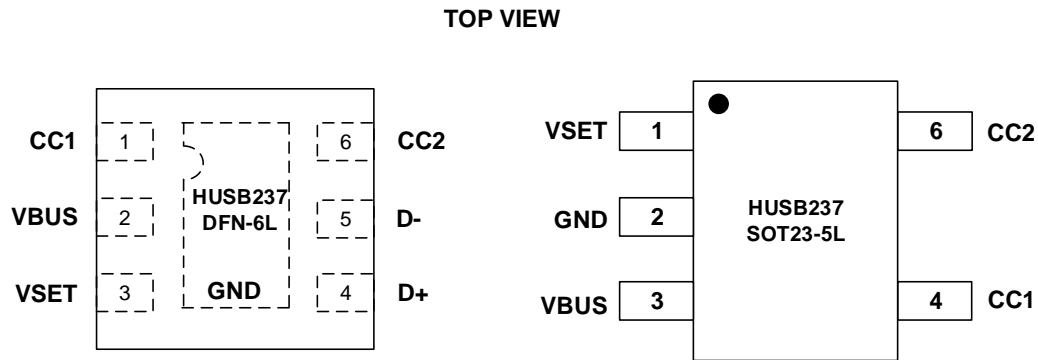 TOP VIEW
CC1 1 6 CC2
HUSB237
DFN-6L
VBUS 2 5 D-
VSET 3 GND 4 D+
VSET 1 6 CC2
GND 2
HUSB237
SOT23-5L
VBUS 3 4 CC1